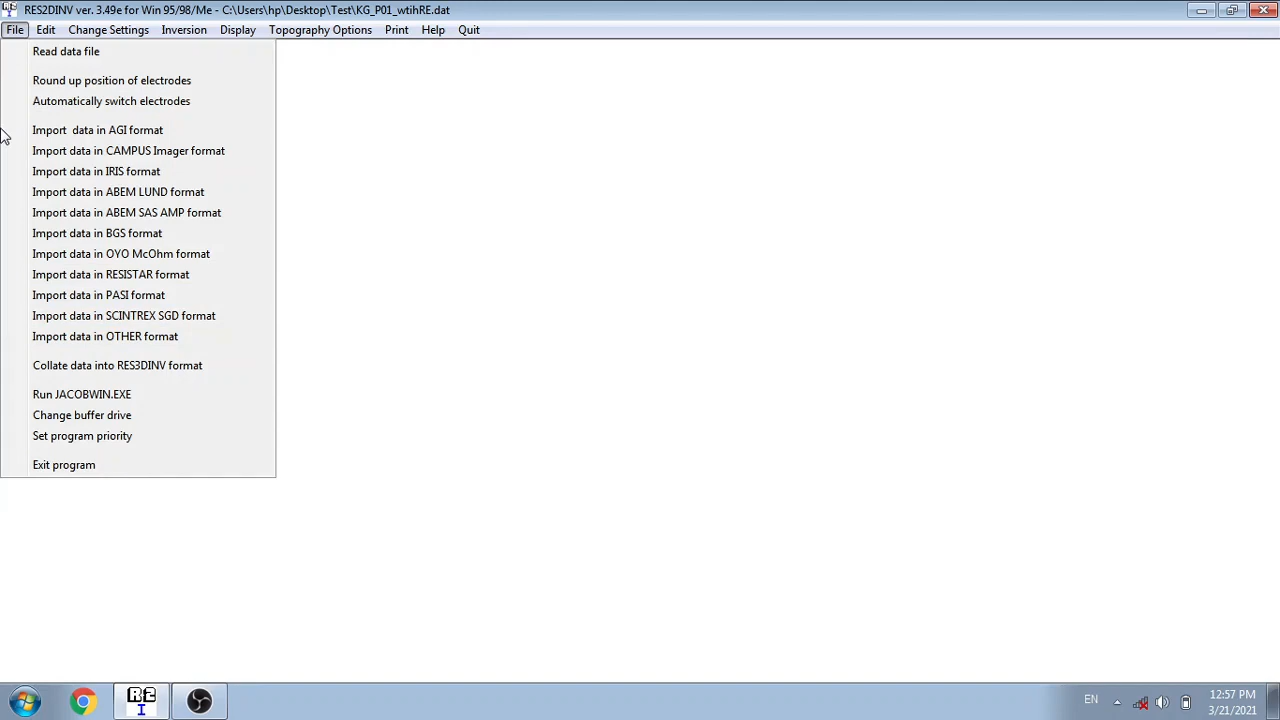 RES2DINV ver. 3.49e for Win 95/98/Me - C:\Users\hp\Desktop\Test\KG_P01_wtihRE.dat
File Edit Change Settings Inversion Display Topography Options Print Help Quit
Read data file
Round up position of electrodes
Automatically switch electrodes
Import  data in AGI format
Import data in CAMPUS Imager format
Import data in IRIS format
Import data in ABEM LUND format
Import data in ABEM SAS AMP format
Import data in BGS format
Import data in OYO McOhm format
Import data in RESISTAR format
Import data in PASI format
Import data in SCINTREX SGD format
Import data in OTHER format
Collate data into RES3DINV format
Run JACOBWIN.EXE
Change buffer drive
Set program priority
Exit program
R2
I
EN
12:57 PM
3/21/2021